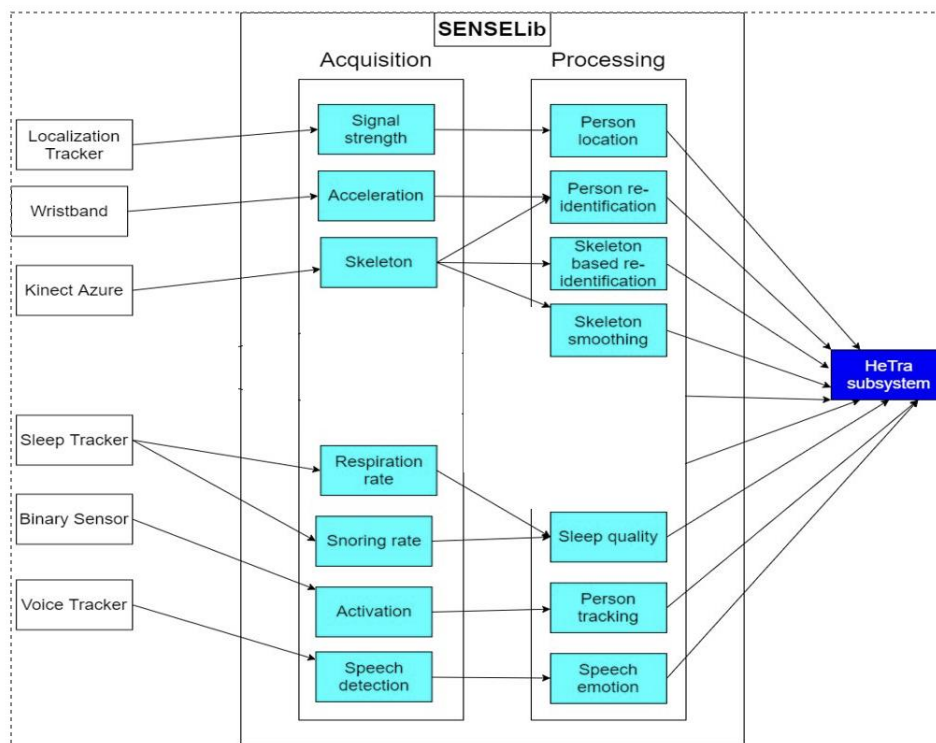 SENSELib
Acquisition
Processing
Localization
Tracker
Wristband
Kinect Azure
Sleep Tracker
Binary Sensor
Voice Tracker
Signal
strength
Acceleration
Skeleton
Respiration
rate
Snoring rate
Activation
Speech
detection
Person
location
Person re-
identification
Skeleton
based re-
identification
Skeleton
smoothing
Sleep quality
Person
tracking
Speech
emotion
HeTra
subsystem